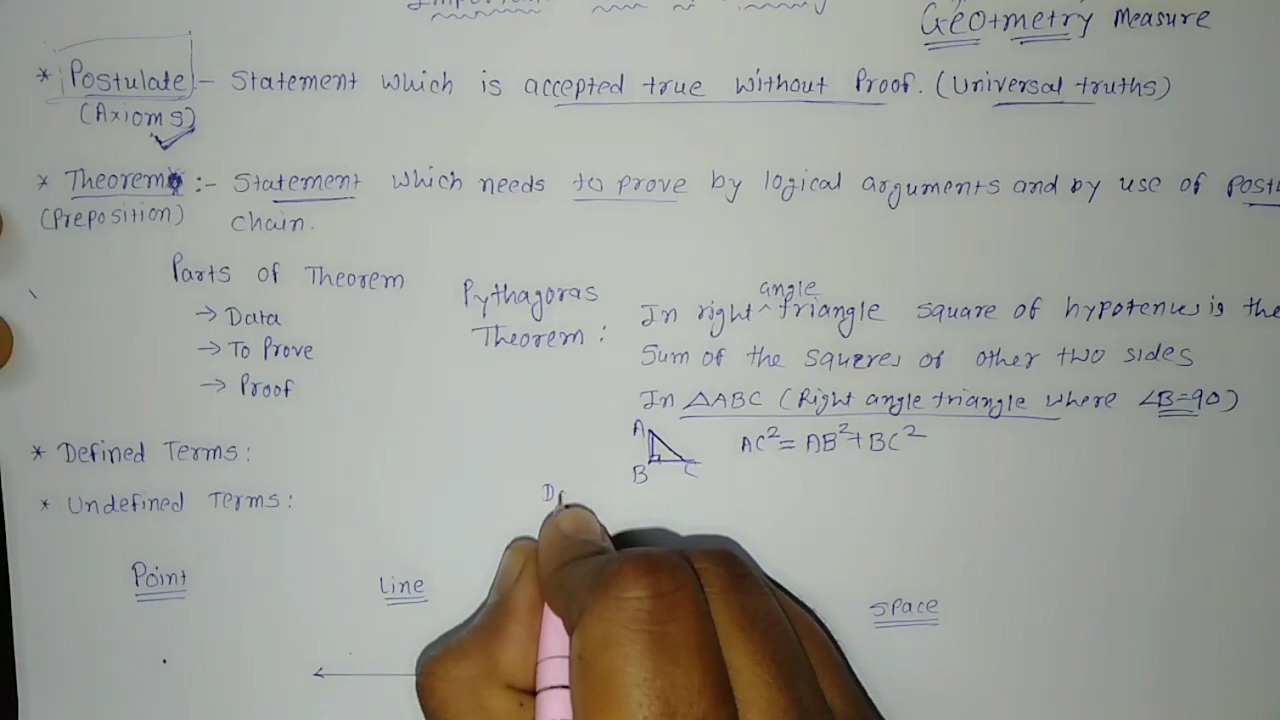 Geotmetry Measure
* Postulate - Statement which is accepted true without Proof. (Universal truths)
(Axioms)
* Theorem :- Statement which needs to prove by logical arguments and by use of
(Preposition) chain.
Parts of Theorem
→ Data
→ To Prove
→ Proof
Pythagoras
Theorem :
angle
In right ^ triangle square of hypotenus is the
Sum of the squares of other two sides
In △ABC (Right angle triangle where ∠B=90)
A
B C
AC²= AB²+BC²
* Defined Terms :
* Undefined Terms :
Point
Line
Space